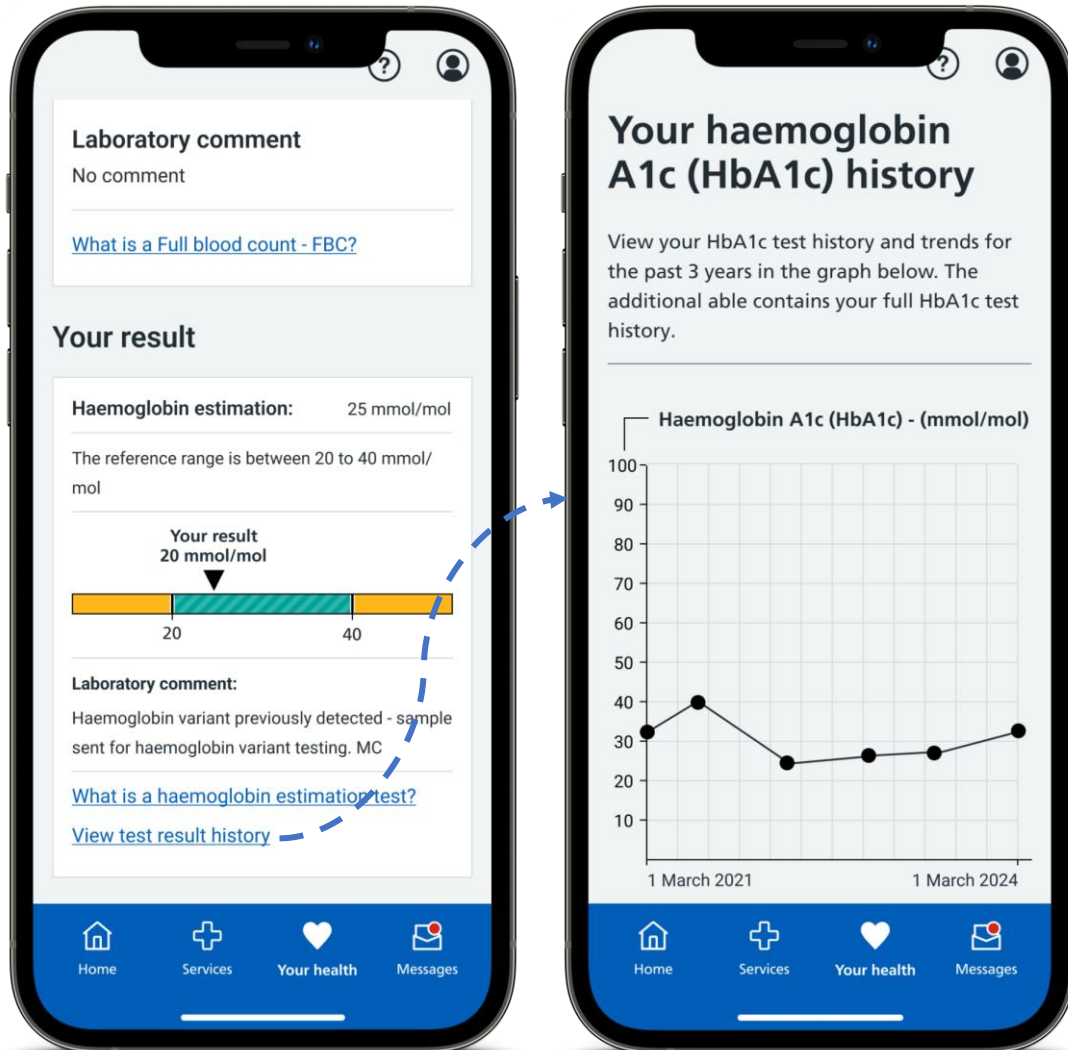 Laboratory comment
No comment
What is a Full blood count - FBC?
Your result
Haemoglobin estimation: 25 mmol/mol
The reference range is between 20 to 40 mmol/
mol
Your result
20 mmol/mol
20 40
Laboratory comment:
Haemoglobin variant previously detected - sample
sent for haemoglobin variant testing. MC
What is a haemoglobin estimation test?
View test result history
Home Services Your health Messages
?
Your haemoglobin
A1c (HbA1c) history
View your HbA1c test history and trends for
the past 3 years in the graph below. The
additional able contains your full HbA1c test
history.
Haemoglobin A1c (HbA1c) - (mmol/mol)
100
90
80
70
60
50
40
30
20
10
1 March 2021 1 March 2024
Home Services Your health Messages
?